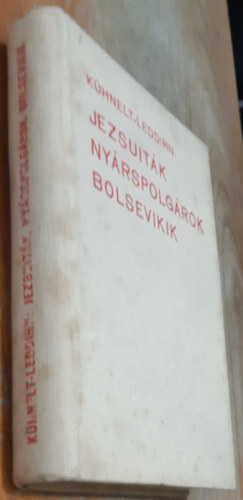 KÜHNELT-LEDDIHN
JEZSUITÁK
NYÁRSPOLGÁROK
BOLSEVIKIK
KÜHNELT-LEDDIHN: JEZSUITÁK, NYÁRSPOLGÁROK, BOLSEVIKIK